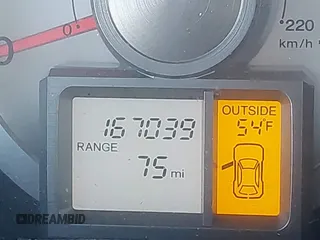 0
220
km/h
167039
RANGE
75 mi
OUTSIDE
54°F
DREAMBID